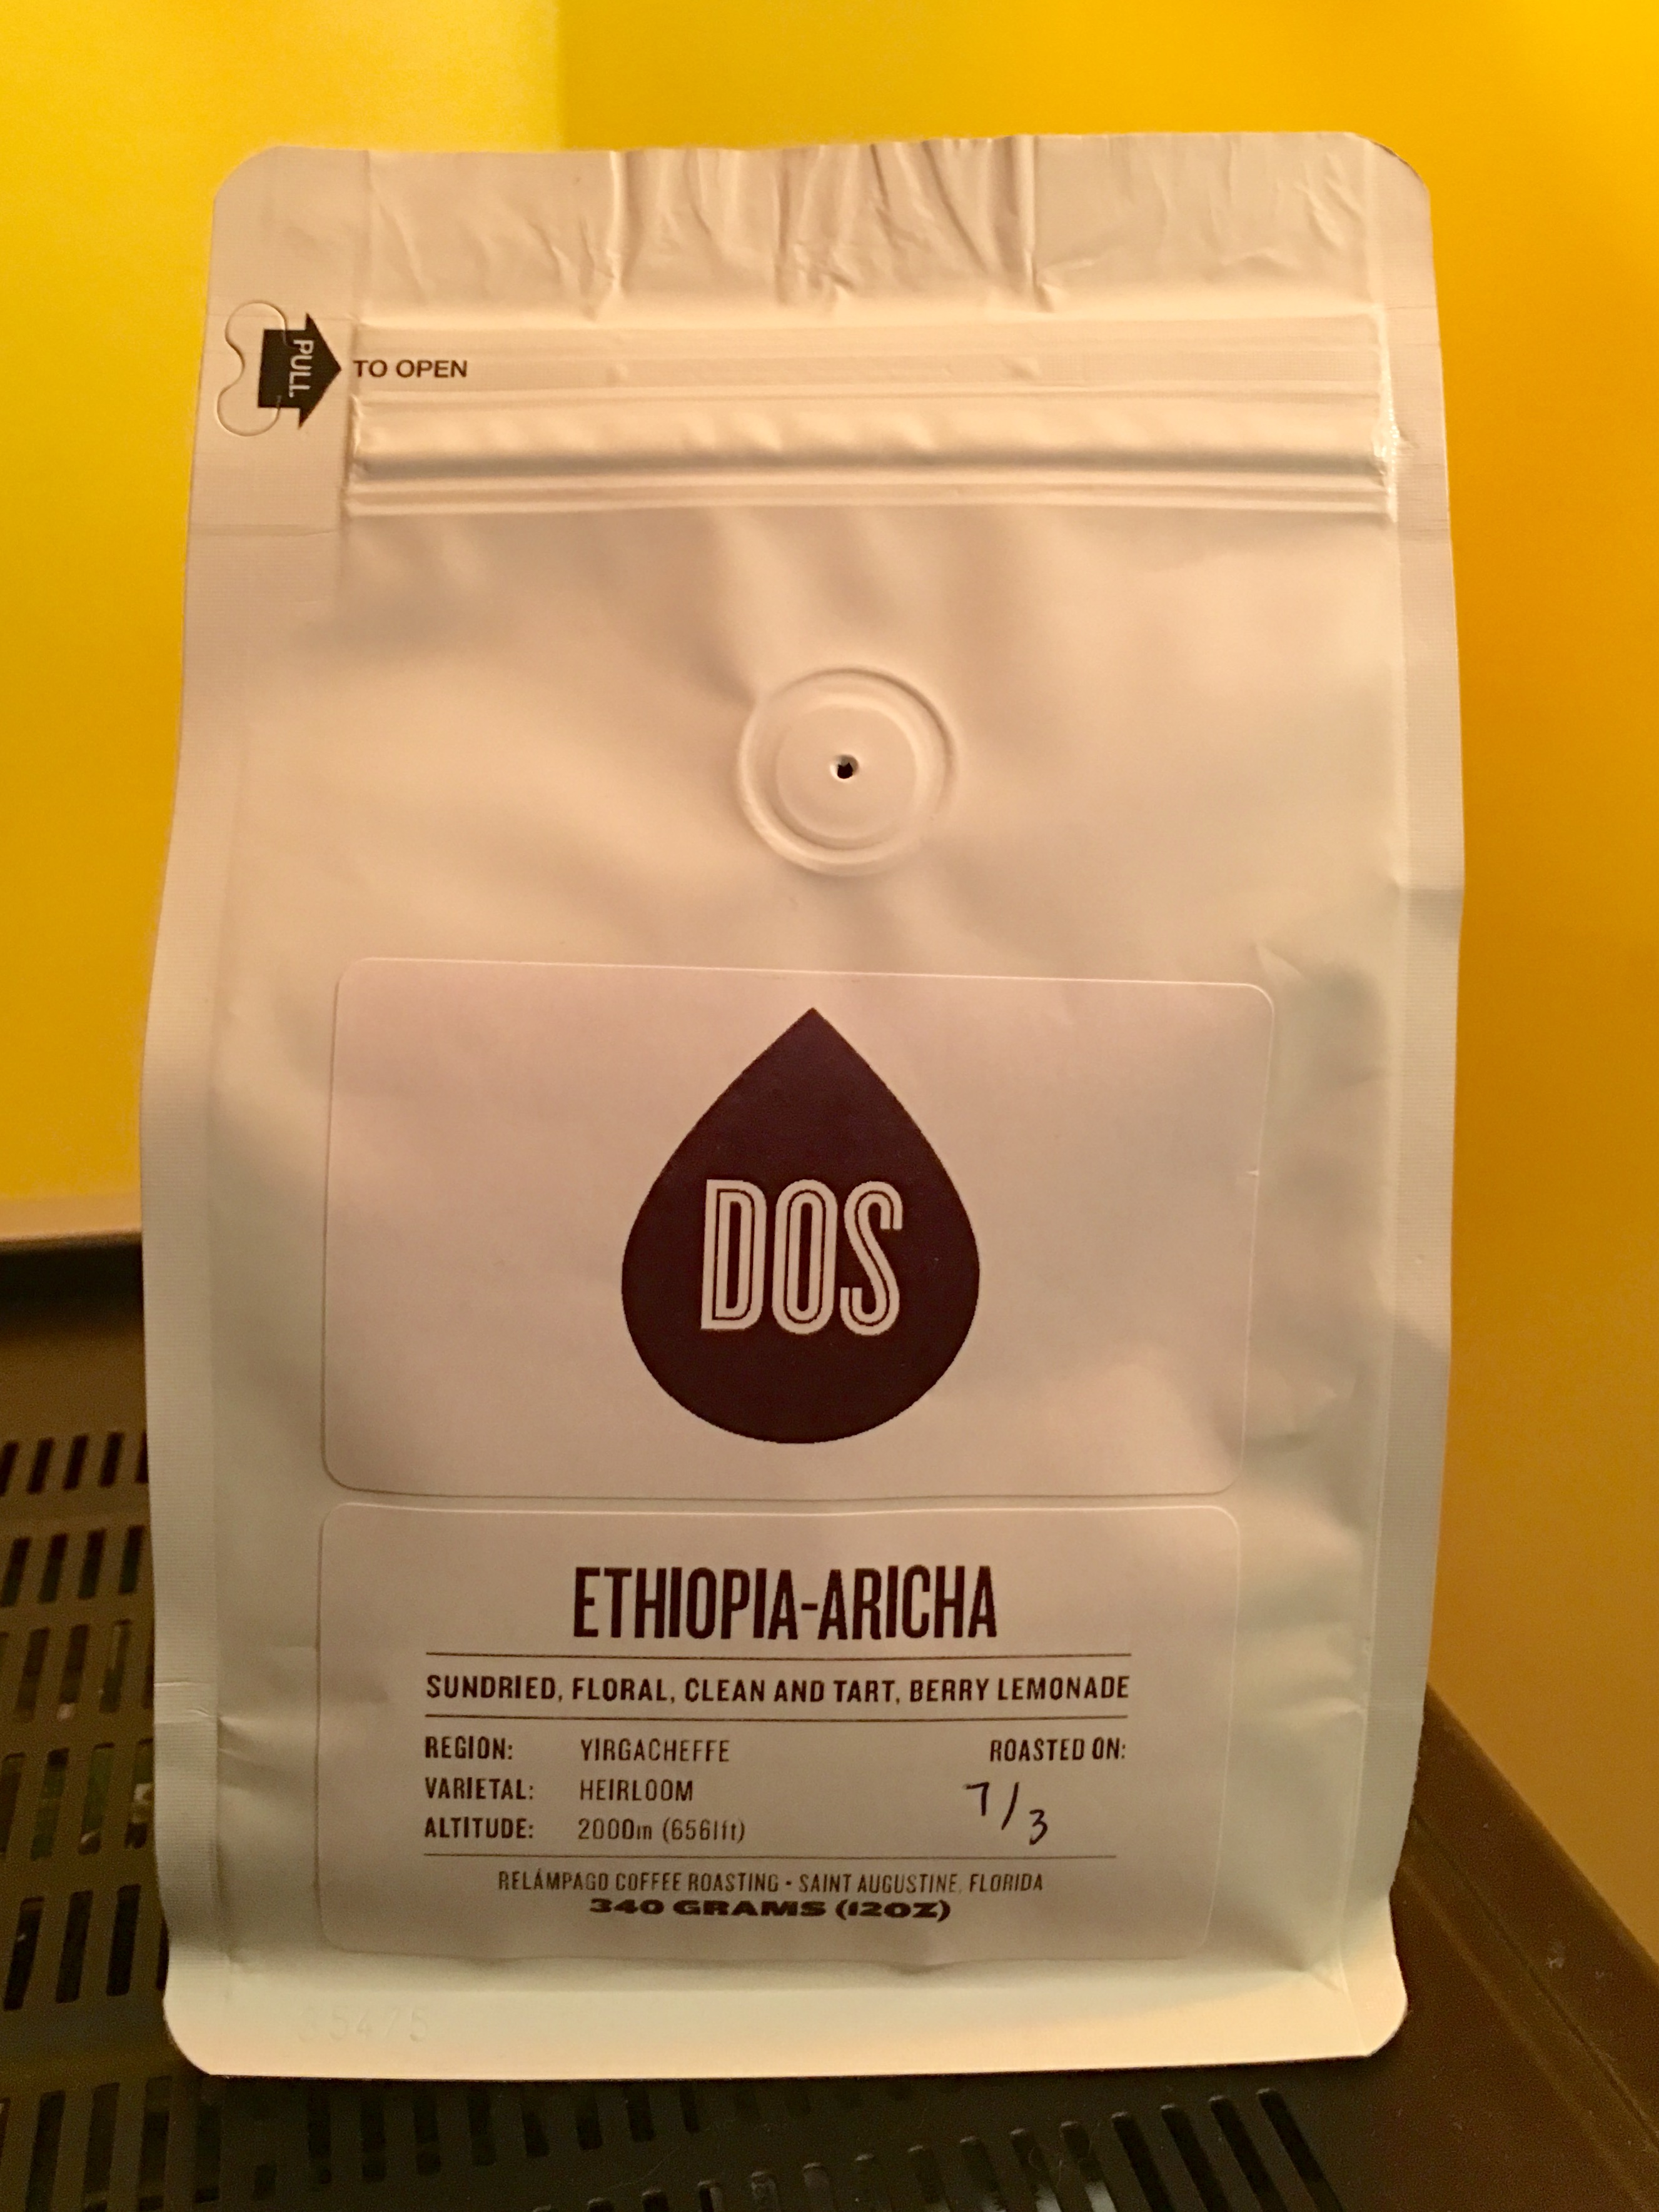 PULL
TO OPEN
DOS
ETHIOPIA-ARICHA
SUNDRIED, FLORAL, CLEAN AND TART, BERRY LEMONADE
REGION: YIRGACHEFFE ROASTED ON:
VARIETAL: HEIRLOOM 7/3
ALTITUDE: 2000m (6561ft)
RELÁMPAGO COFFEE ROASTING • SAINT AUGUSTINE, FLORIDA
340 GRAMS (12OZ)